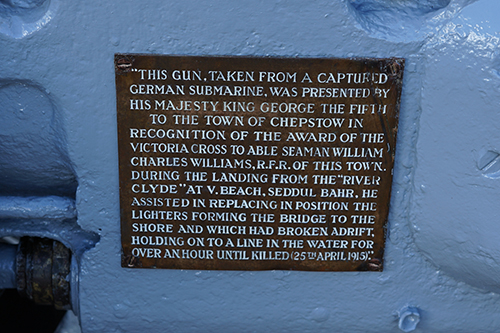 "THIS GUN, TAKEN FROM A CAPTURED
GERMAN SUBMARINE, WAS PRESENTED BY
HIS MAJESTY KING GEORGE THE FIFTH
TO THE TOWN OF CHEPSTOW IN
RECOGNITION OF THE AWARD OF THE
VICTORIA CROSS TO ABLE SEAMAN WILLIAM
CHARLES WILLIAMS, R.F.R. OF THIS TOWN.
DURING THE LANDING FROM THE "RIVER
CLYDE" AT V. BEACH, SEDDUL BAHR, HE
ASSISTED IN REPLACING IN POSITION THE
LIGHTERS FORMING THE BRIDGE TO THE
SHORE AND WHICH HAD BROKEN ADRIFT,
HOLDING ON TO A LINE IN THE WATER FOR
OVER AN HOUR UNTIL KILLED (25TH APRIL 1915)".